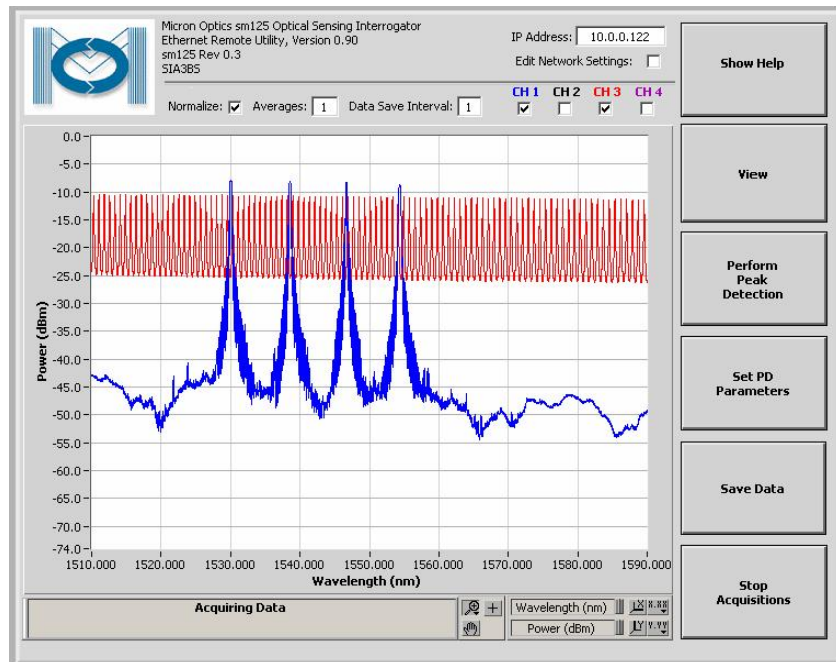 Micron Optics sm125 Optical Sensing Interrogator
Ethernet Remote Utility, Version 0.90
sm125 Rev 0.3
SIA3BS
IP Address: 10.0.0.122
Edit Network Settings:
Normalize: Averages: 1 Data Save Interval: 1
CH 1 CH 2 CH 3 CH 4
Show Help
View
Perform
Peak
Detection
Set PD
Parameters
Save Data
Stop
Acquisitions
Power (dBm)
0.0
-5.0
-10.0
-15.0
-20.0
-25.0
-30.0
-35.0
-40.0
-45.0
-50.0
-55.0
-60.0
-65.0
-70.0
-74.0
1510.000 1520.000 1530.000 1540.000 1550.000 1560.000 1570.000 1580.000 1590.000
Wavelength (nm)
Acquiring Data
Wavelength (nm) X X.XX
Power (dBm) Y Y.YY